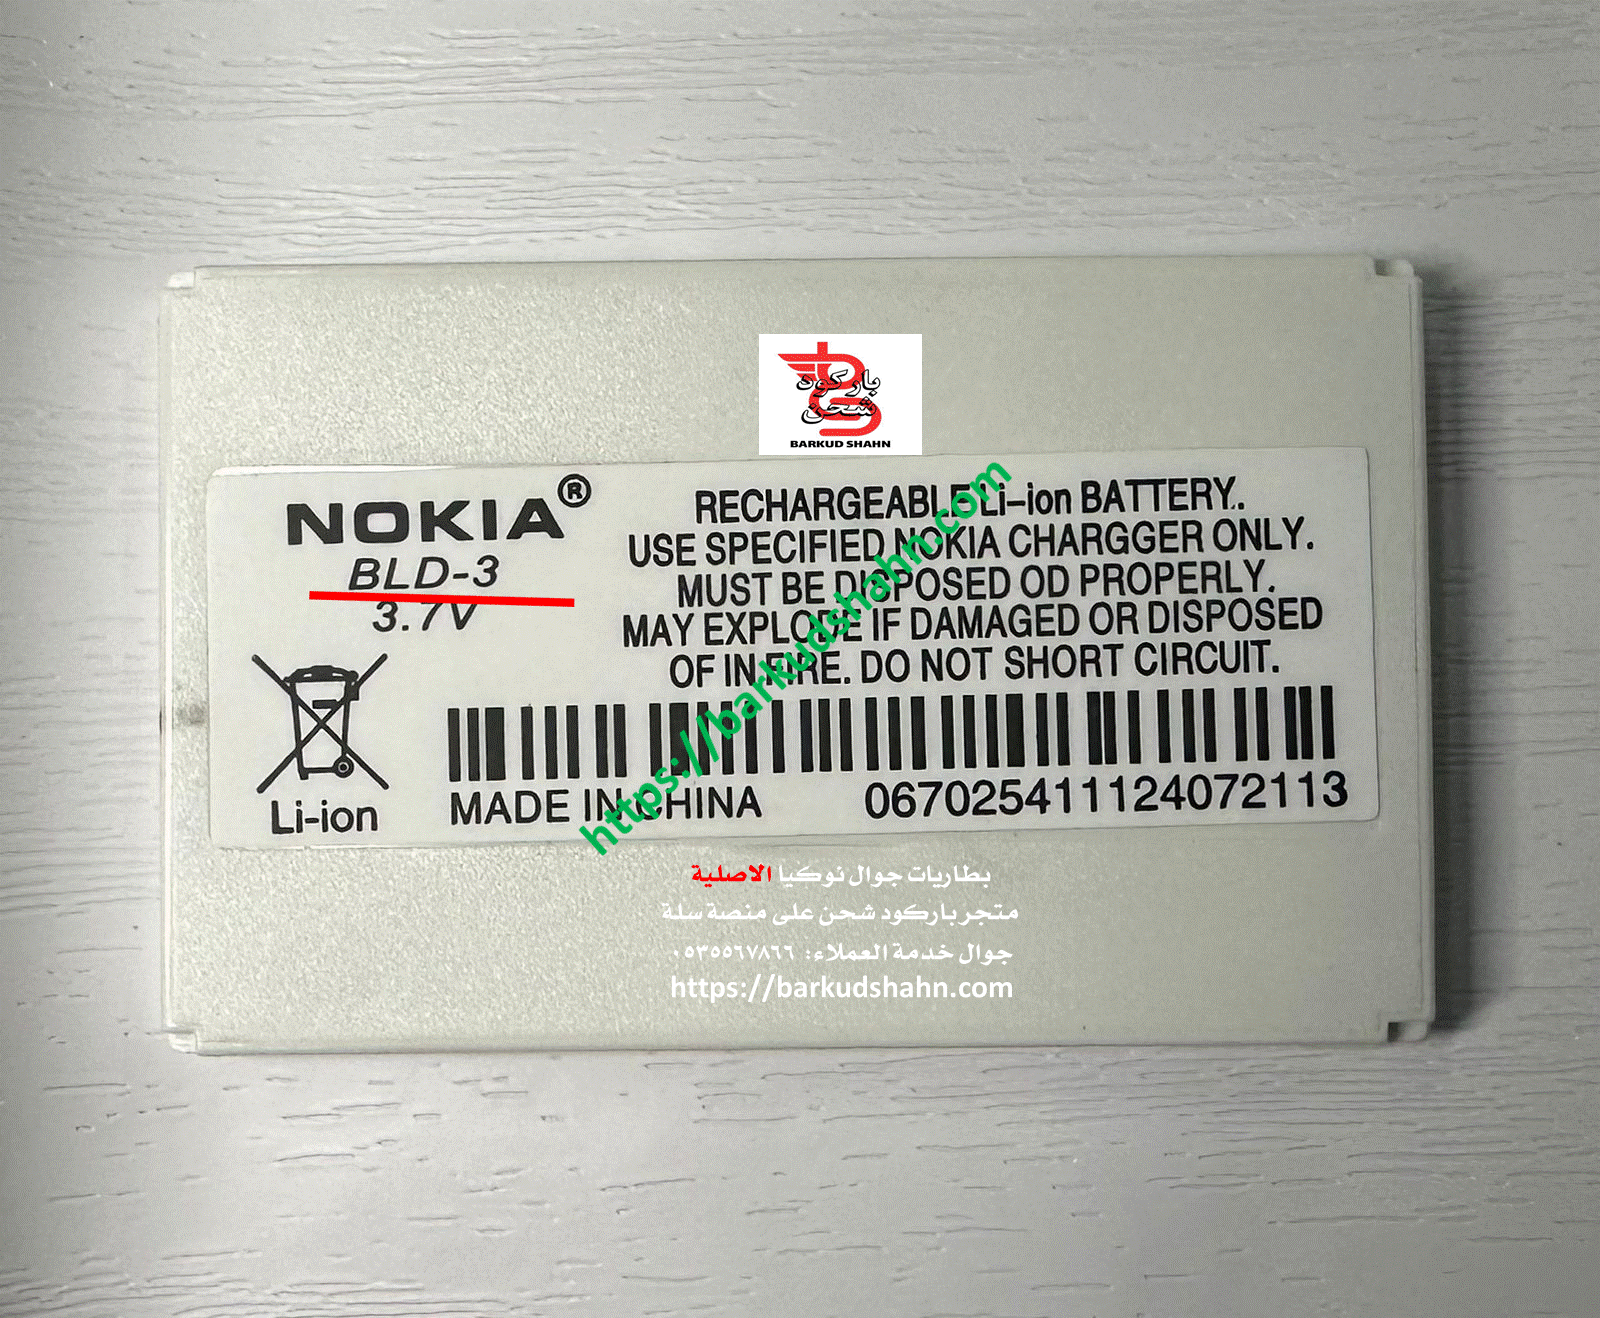 باركود
شحن
BARKUD SHAHN
NOKIA®
BLD-3
3.7V
RECHARGEABLE Li-ion BATTERY..
USE SPECIFIED NOKIA CHARGGER ONLY.
MUST BE DISPOSED OD PROPERLY.
MAY EXPLODE IF DAMAGED OR DISPOSED
OF IN FIRE. DO NOT SHORT CIRCUIT.
Li-ion
MADE IN CHINA
067025411124072113
https://barkudshahn.com
بطاريات جوال نوكيا الاصلية
متجر باركود شحن على منصة سلة
جوال خدمة العملاء: ٠٥٣٥٥٦٧٨٦٦
https://barkudshahn.com